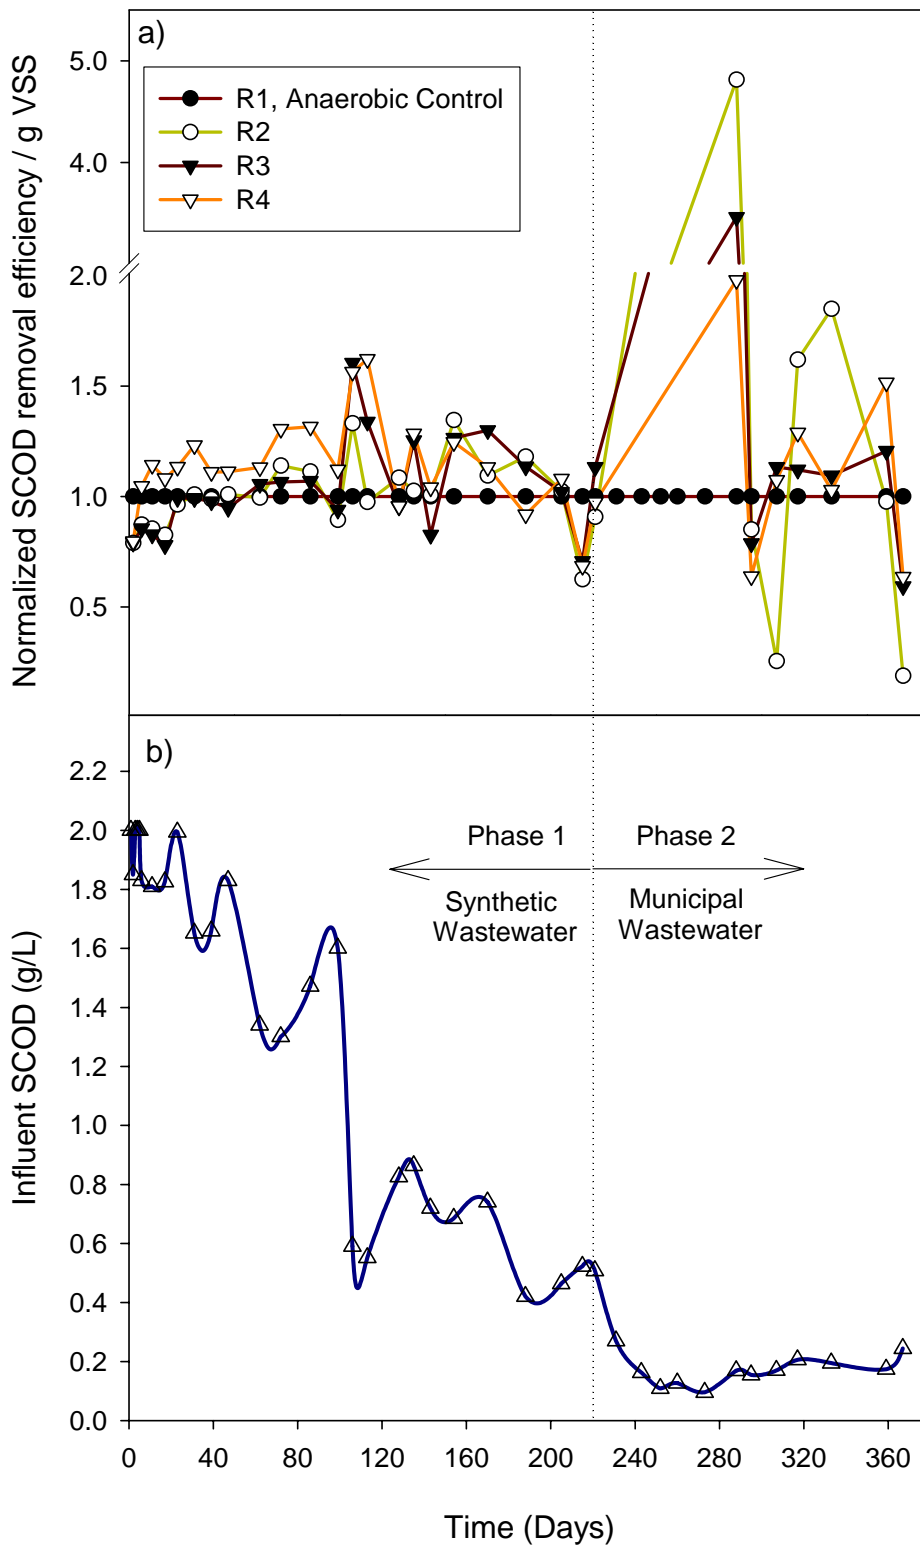 a)
Normalized SCOD removal efficiency / g VSS
5.0
4.0
2.0
1.5
1.0
0.5
R1, Anaerobic Control
R2
R3
R4
b)
Influent SCOD (g/L)
2.2
2.0
1.8
1.6
1.4
1.2
1.0
0.8
0.6
0.4
0.2
0.0
Phase 1
Synthetic
Wastewater
Phase 2
Municipal
Wastewater
0 40 80 120 160 200 240 280 320 360
Time (Days)